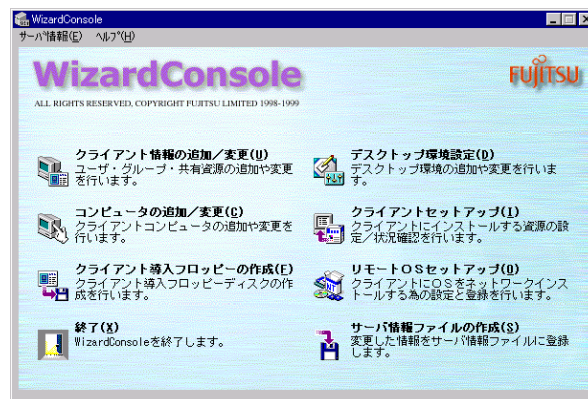 WizardConsole
サーバ情報(E) ヘルプ(H)
WizardConsole
FUJITSU
ALL RIGHTS RESERVED, COPYRIGHT FUJITSU LIMITED 1998-1999
クライアント情報の追加／変更(U)
ユーザ・グループ・共有資源の追加や変更
を行います。
デスクトップ環境設定(D)
デスクトップ環境の追加や変更を行いま
す。
コンピュータの追加／変更(C)
クライアントコンピュータの追加や変更を
行います。
クライアントセットアップ(I)
クライアントにインストールする資源の設
定／状況確認を行います。
クライアント導入フロッピーの作成(F)
クライアント導入フロッピーディスクの作
成を行います。
リモートＯＳセットアップ(O)
クライアントにＯＳをネットワークインス
トールする為の設定と登録を行います。
終了(X)
WizardConsoleを終了します。
サーバ情報ファイルの作成(S)
変更した情報をサーバ情報ファイルに登録
します。